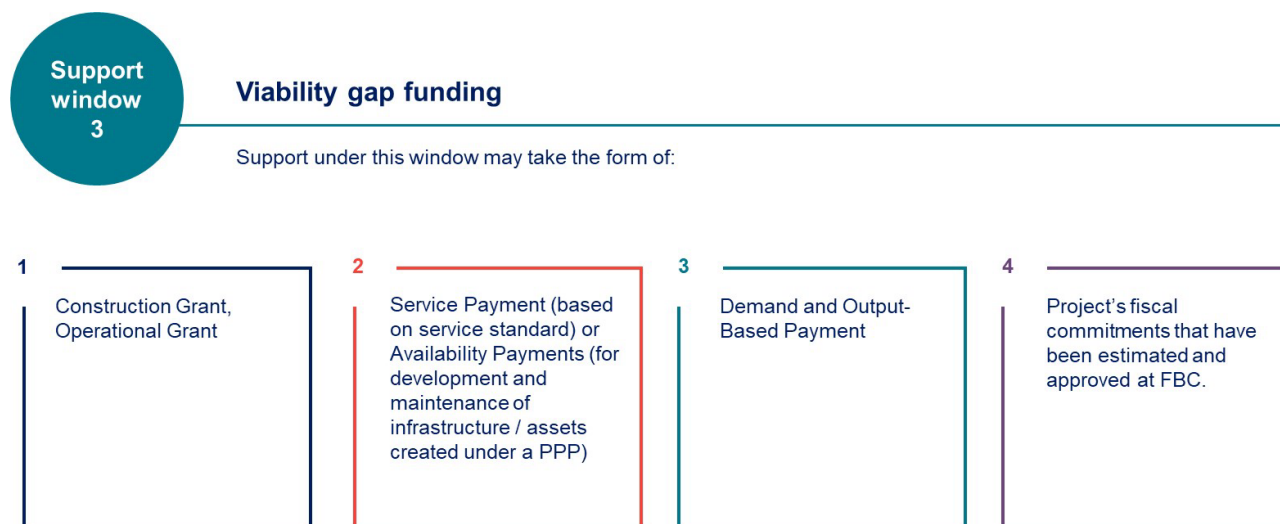 Support
window
3
Viability gap funding
Support under this window may take the form of:
1
Construction Grant,
Operational Grant
2
Service Payment (based
on service standard) or
Availability Payments (for
development and
maintenance of
infrastructure / assets
created under a PPP)
3
Demand and Output-
Based Payment
4
Project’s fiscal
commitments that have
been estimated and
approved at FBC.